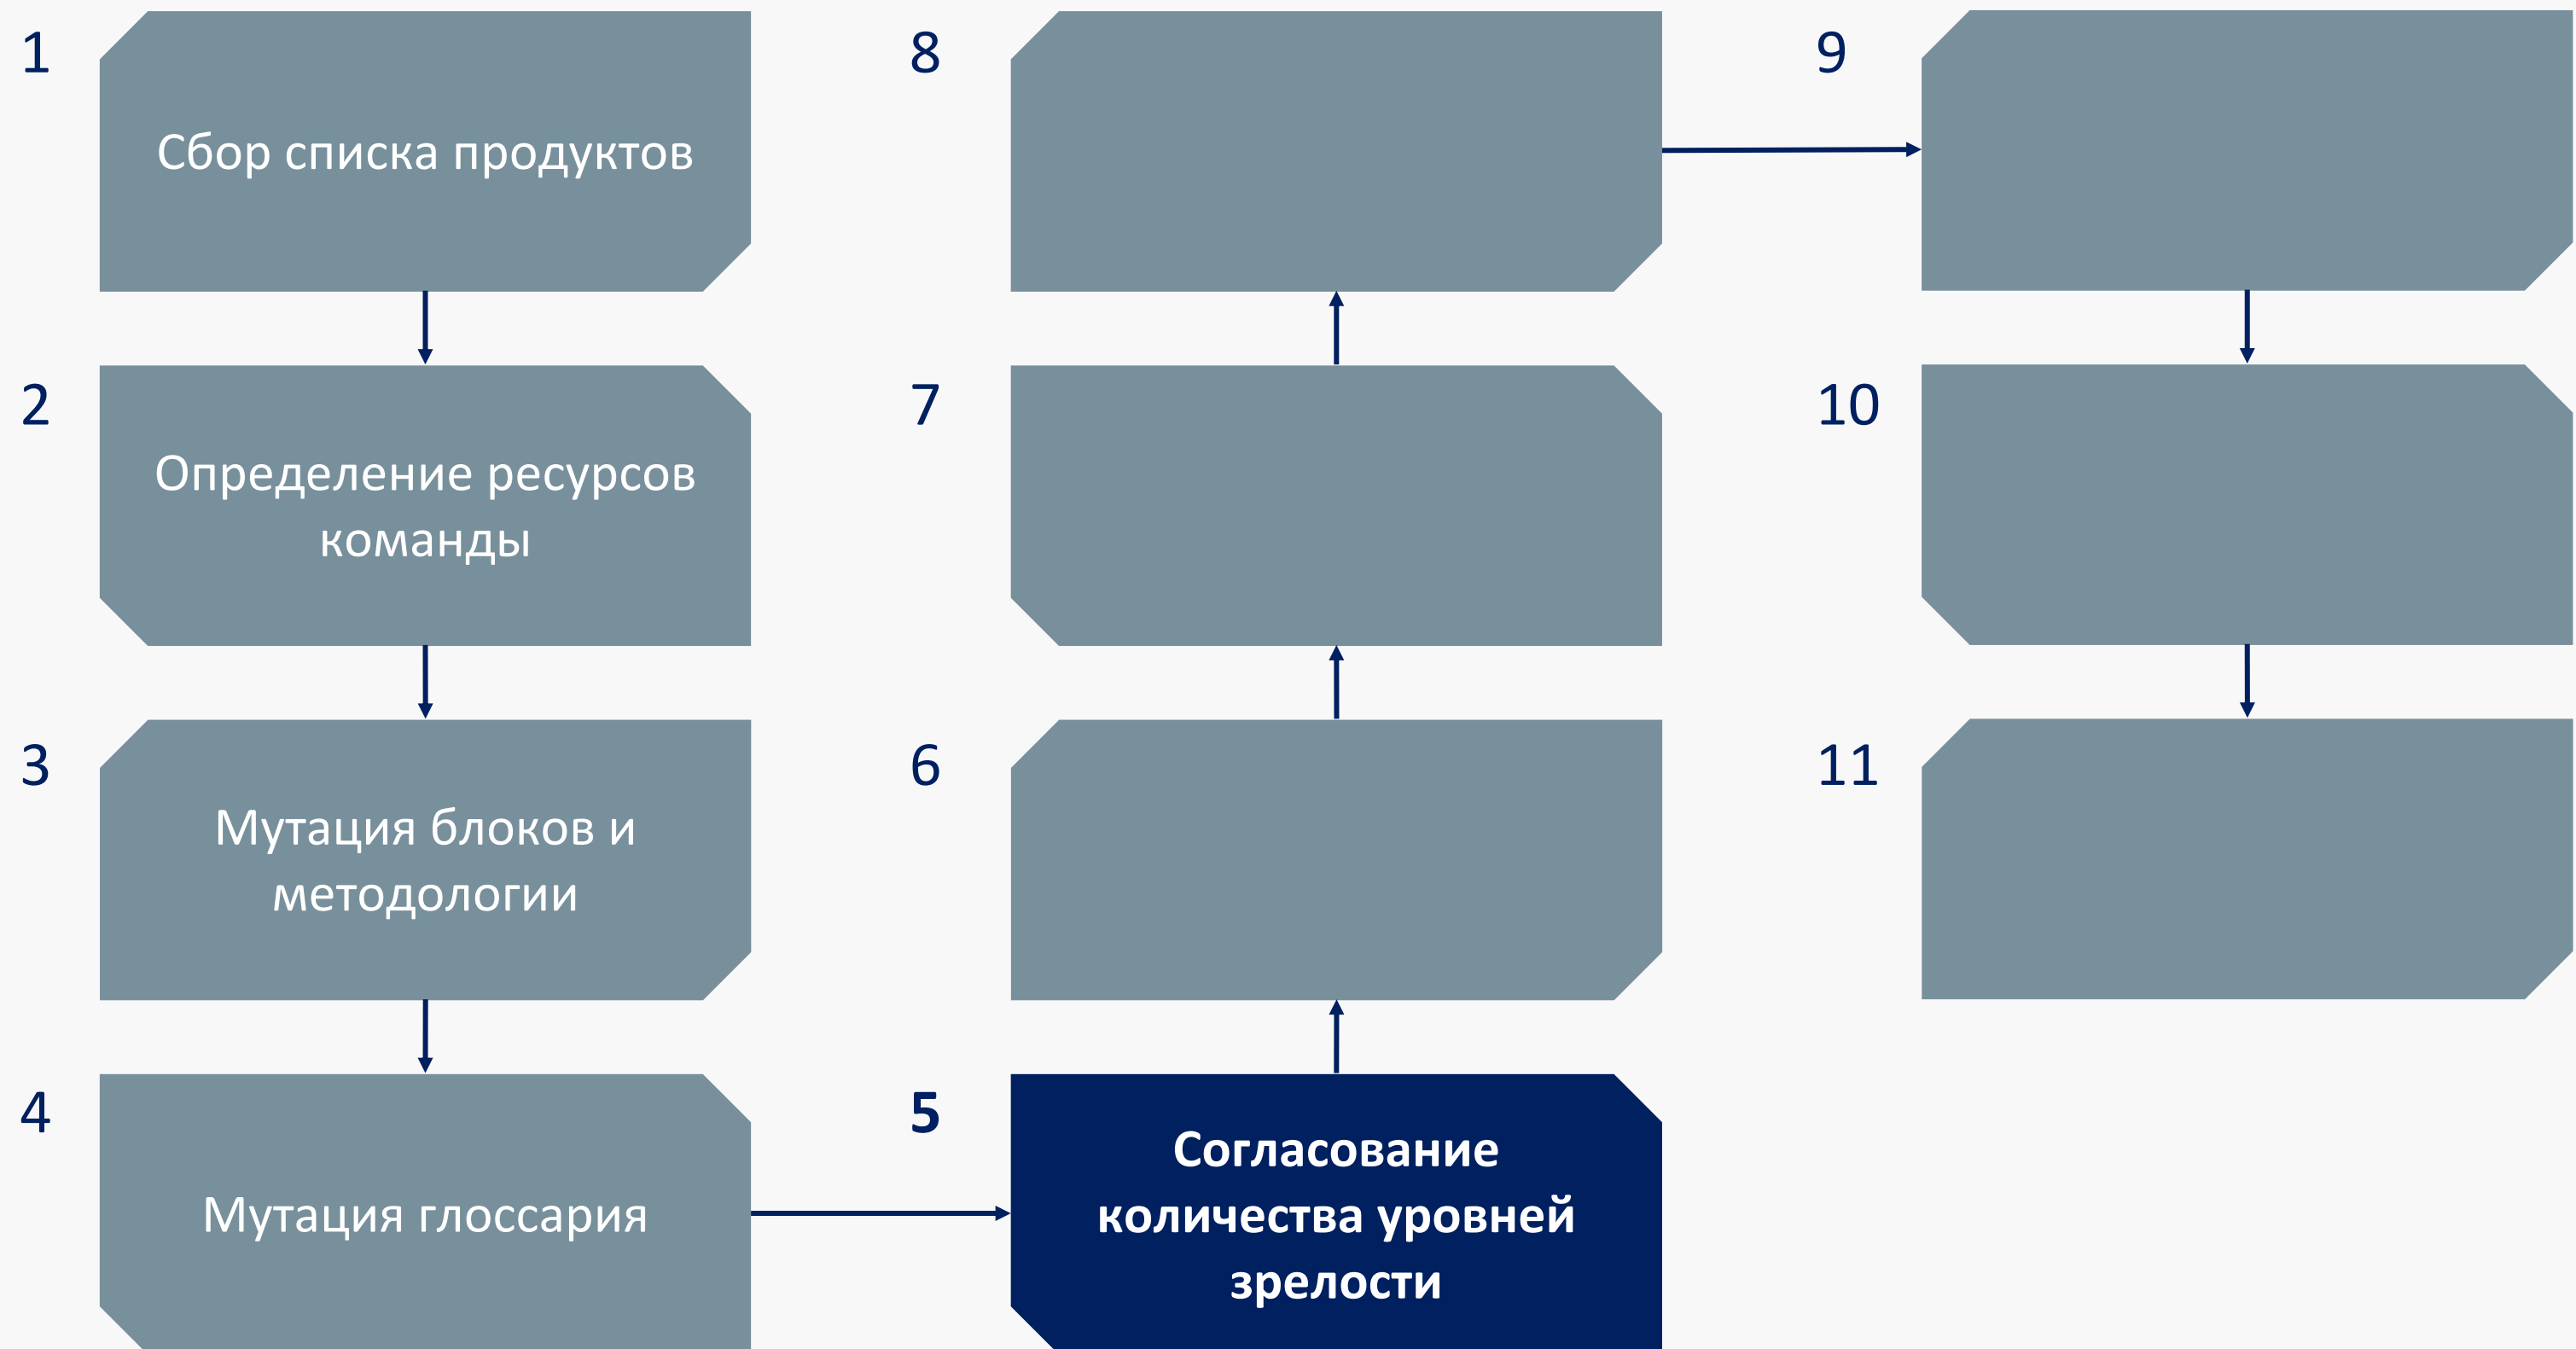 1
Сбор списка продуктов
2
Определение ресурсов
команды
3
Мутация блоков и
методологии
4
Мутация глоссария
5
Согласование
количества уровней
зрелости
6
7
8
9
10
11